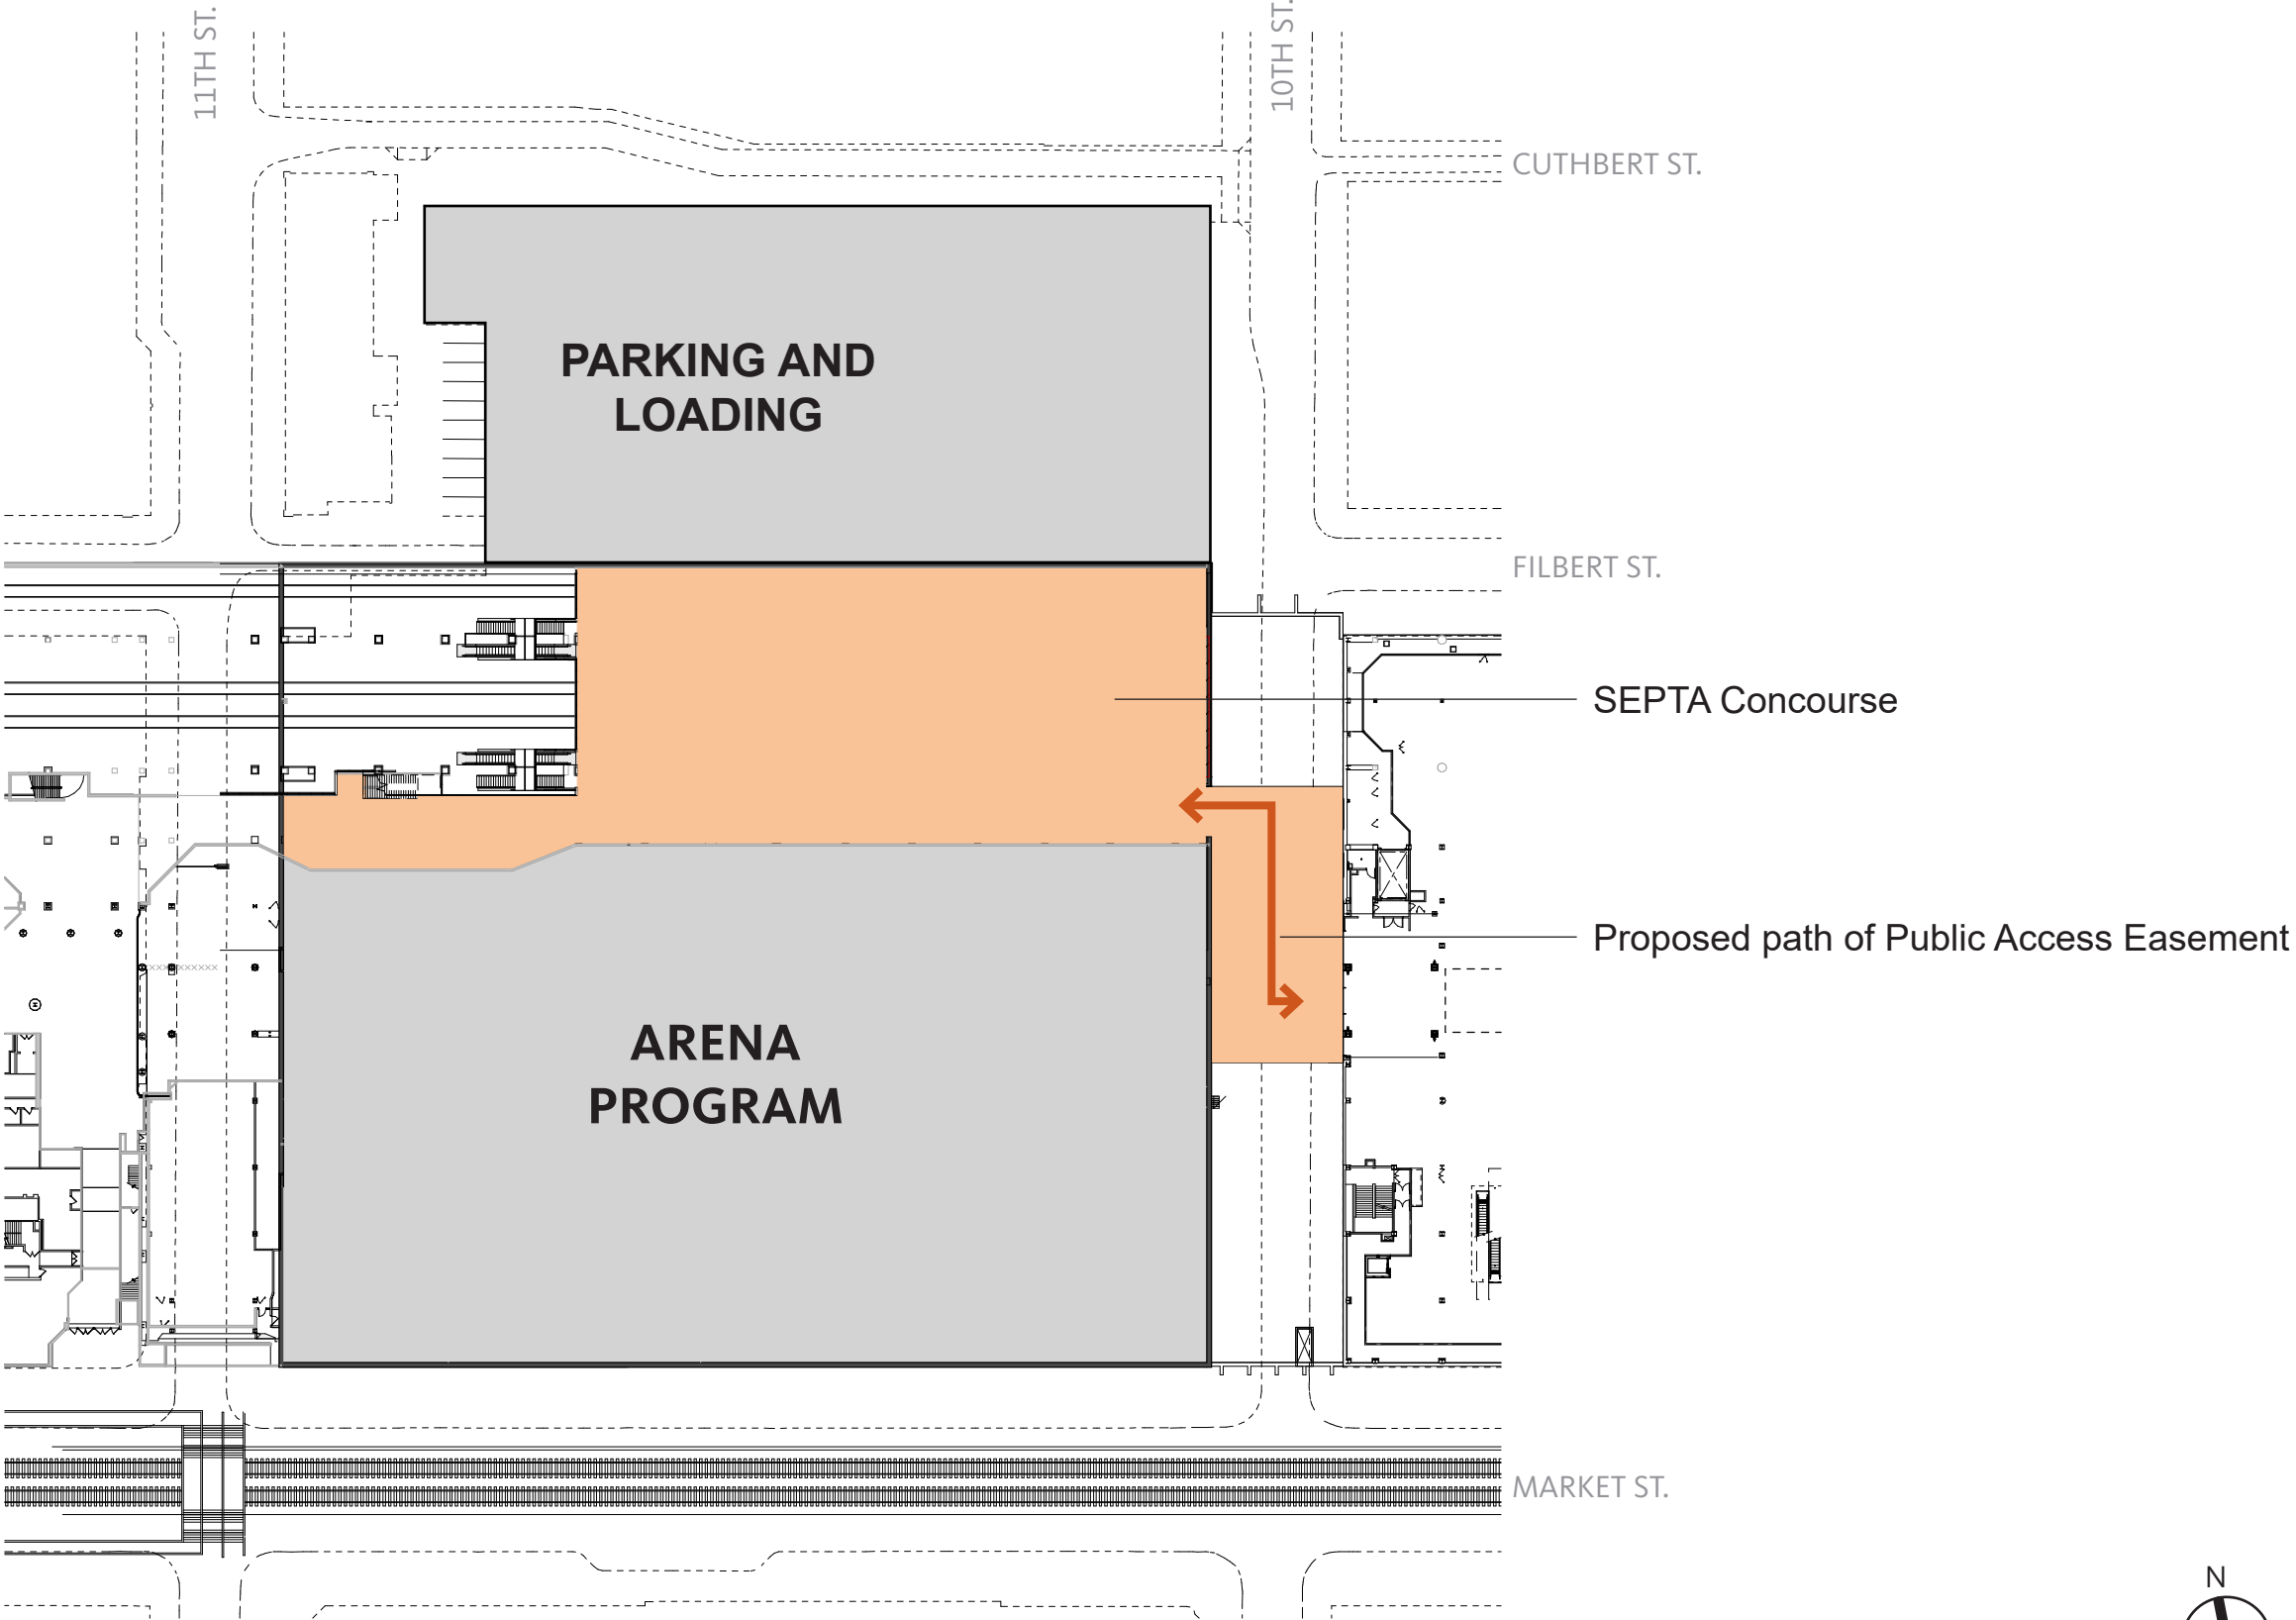 11TH ST.
10TH ST.
CUTHBERT ST.
PARKING AND
LOADING
FILBERT ST.
SEPTA Concourse
Proposed path of Public Access Easement
ARENA
PROGRAM
MARKET ST.
N